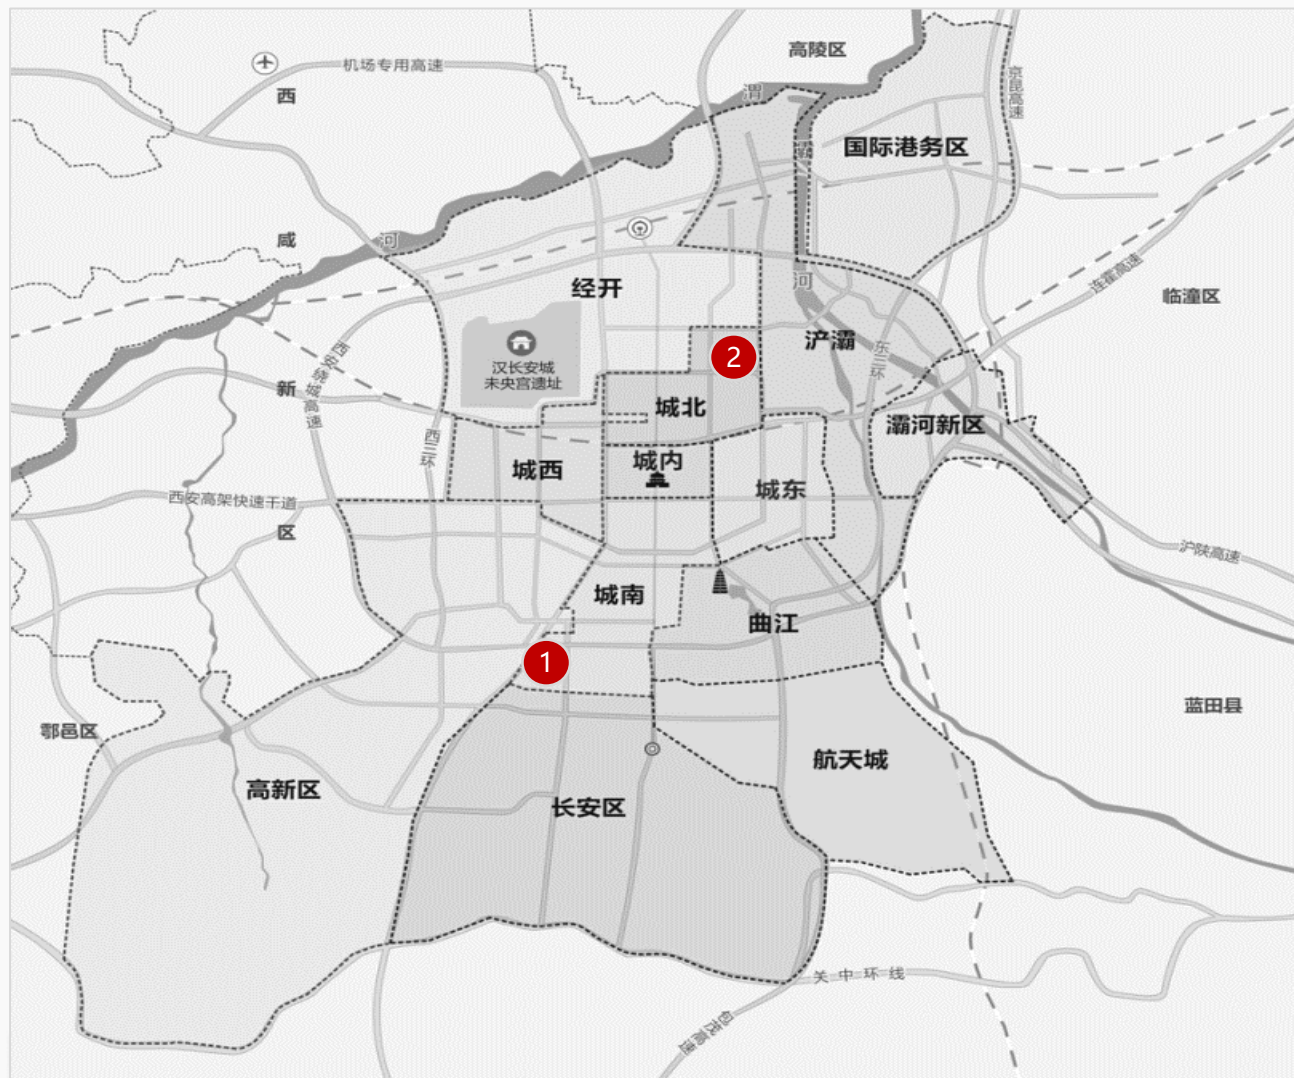 高陵区
机场专用高速
渭
京昆高速
西
国际港务区
灞
咸
河
河
连霍高速
经开
临潼区
浐灞
东三环
西安绕城高速
2
汉长安城
未央宫遗址
新
城北
灞河新区
西三环
城内
城西
城东
西安高架快速干道
区
沪陕高速
城南
曲江
1
蓝田县
鄠邑区
航天城
高新区
长安区
关中环线
包茂高速